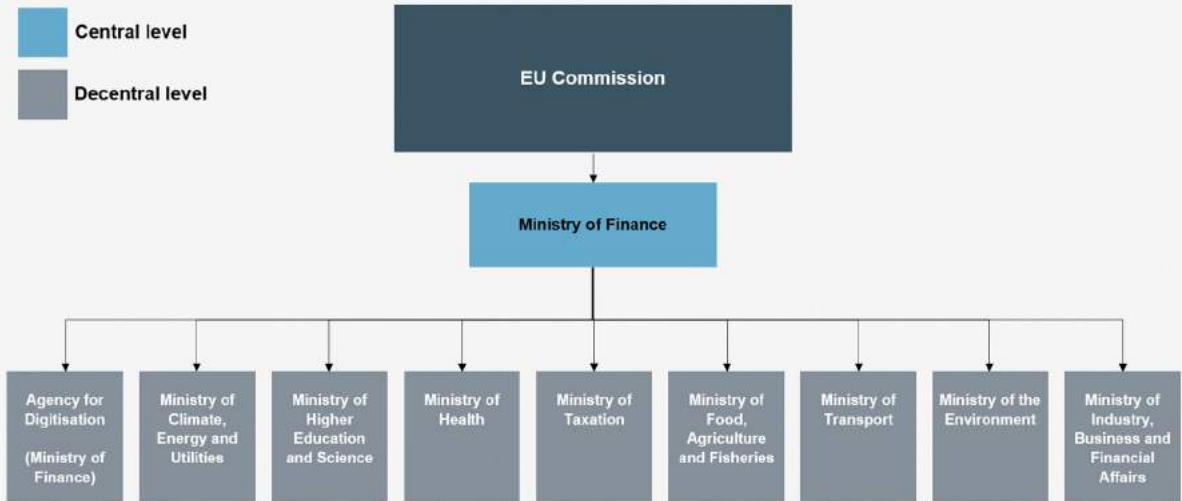 Central level
Decentral level
EU Commission
Ministry of Finance
Agency for
Digitisation
(Ministry of
Finance)
Ministry of
Climate,
Energy and
Utilities
Ministry of
Higher
Education
and Science
Ministry of
Health
Ministry of
Taxation
Ministry of
Food,
Agriculture
and Fisheries
Ministry of
Transport
Ministry of the
Environment
Ministry of
Industry,
Business and
Financial
Affairs